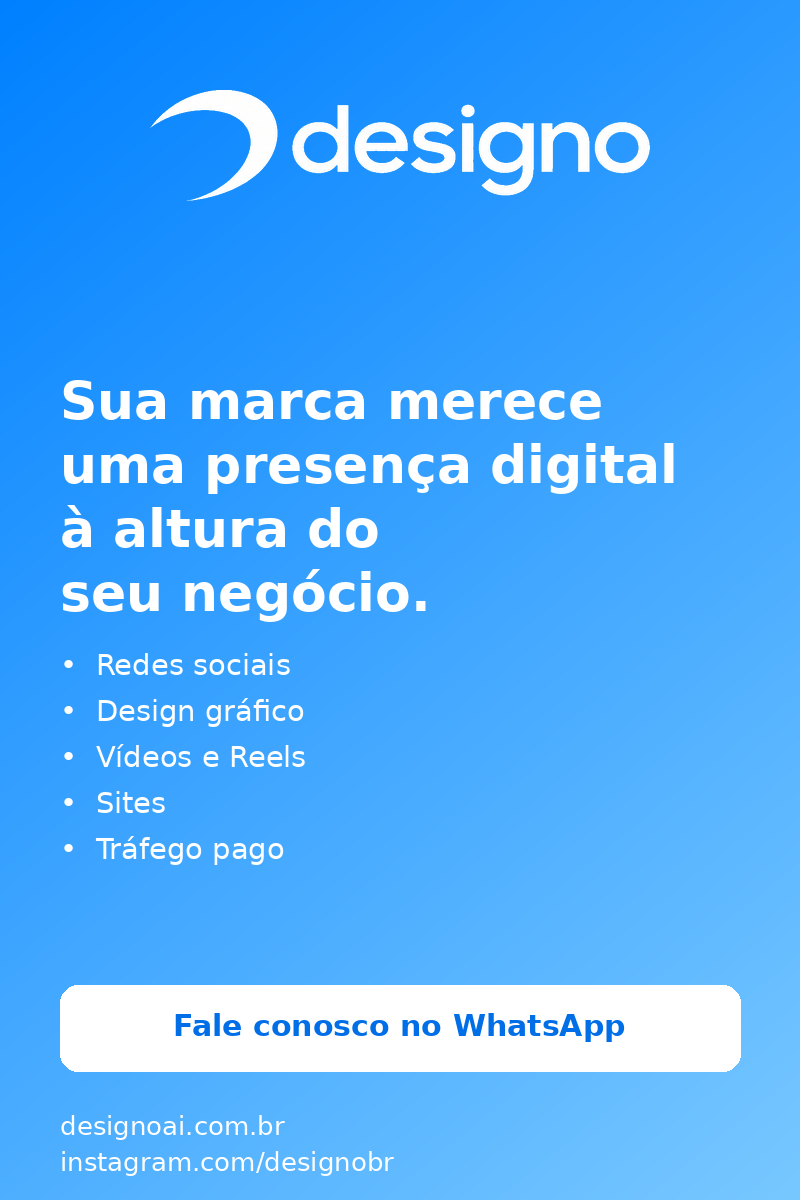 designo
Sua marca merece
uma presença digital
à altura do
seu negócio.
• Redes sociais
• Design gráfico
• Vídeos e Reels
• Sites
• Tráfego pago
Fale conosco no WhatsApp
designoai.com.br
instagram.com/designobr